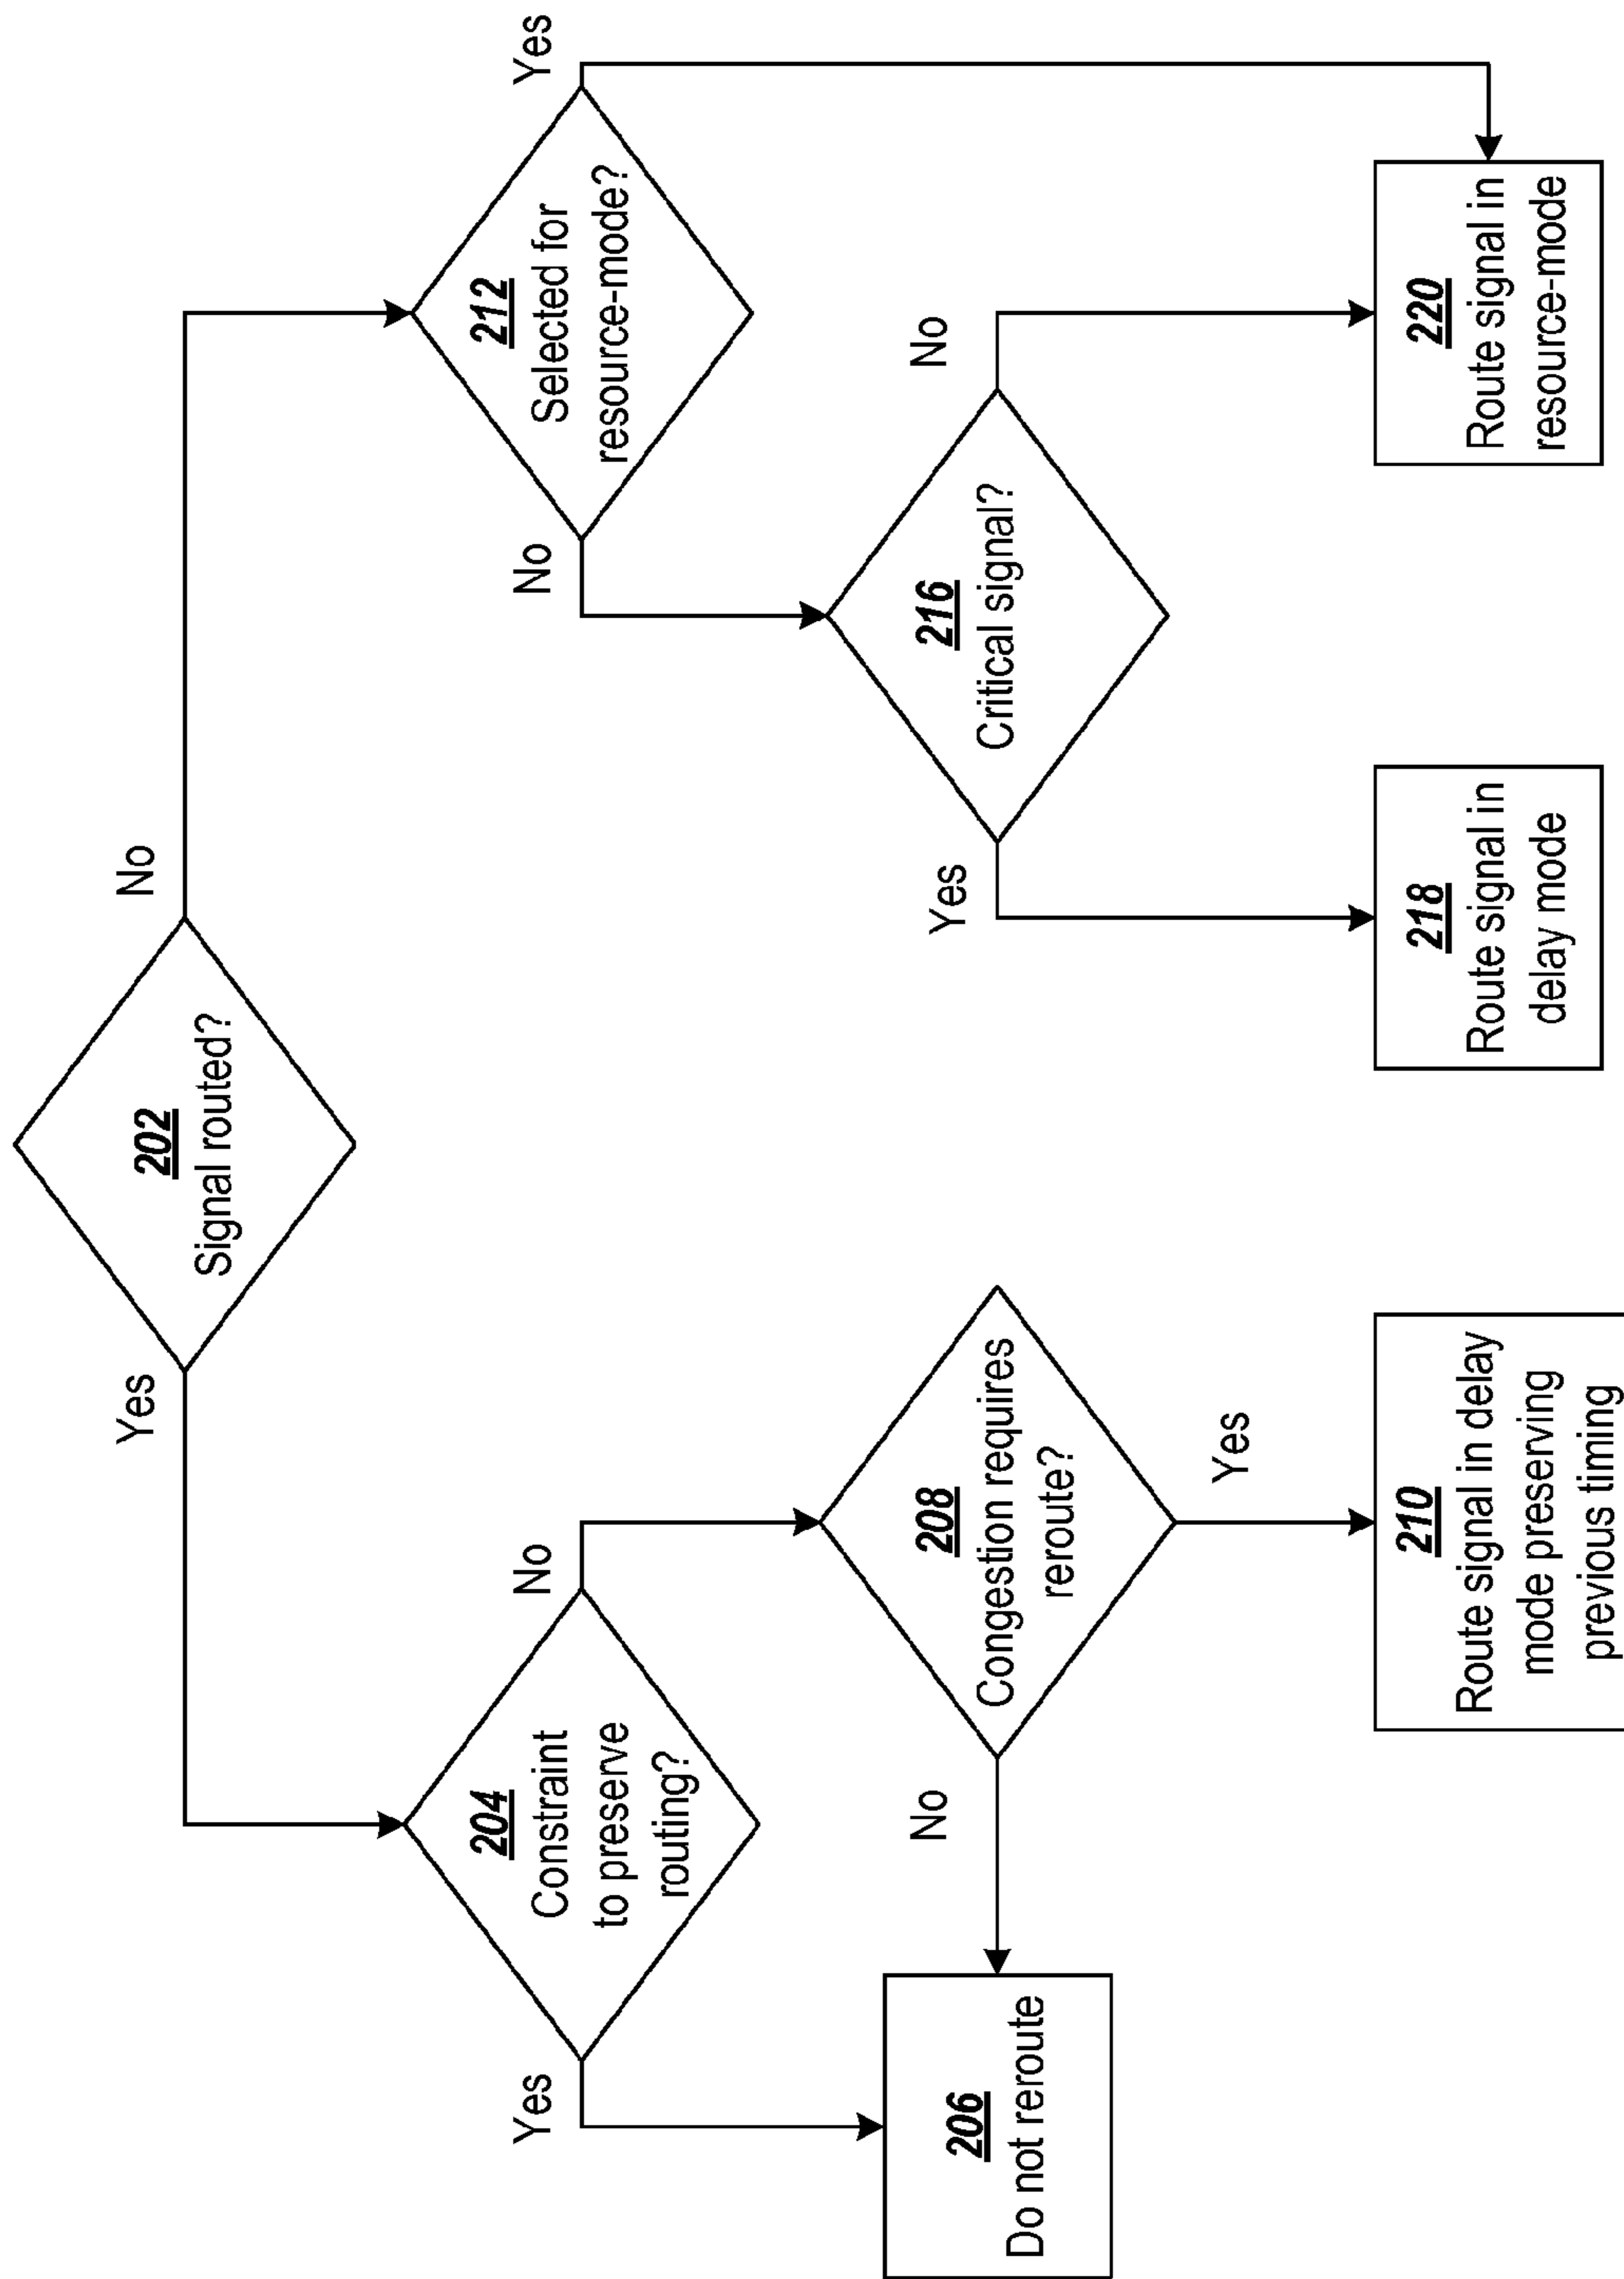 202
Signal routed?
Yes
No
204
Constraint
to preserve
routing?
Yes
No
212
Selected for
resource-mode?
No
Yes
206
Do not reroute
208
Congestion requires
reroute?
No
Yes
216
Critical signal?
Yes
No
210
Route signal in delay
mode preserving
previous timing
218
Route signal in
delay mode
220
Route signal in
resource-mode